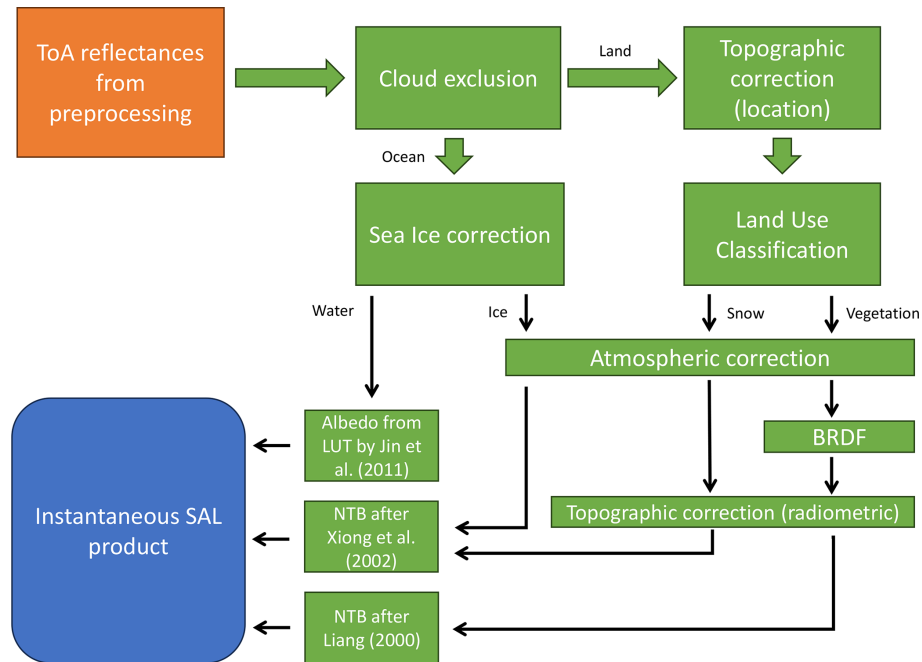 ToA reflectances
from
preprocessing
Cloud exclusion
Land
Topographic
correction
(location)
Ocean
Sea Ice correction
Land Use
Classification
Water
Ice
Snow
Vegetation
Atmospheric correction
Albedo from
LUT by Jin et
al. (2011)
BRDF
Instantaneous SAL
product
NTB after
Xiong et al.
(2002)
Topographic correction (radiometric)
NTB after
Liang (2000)